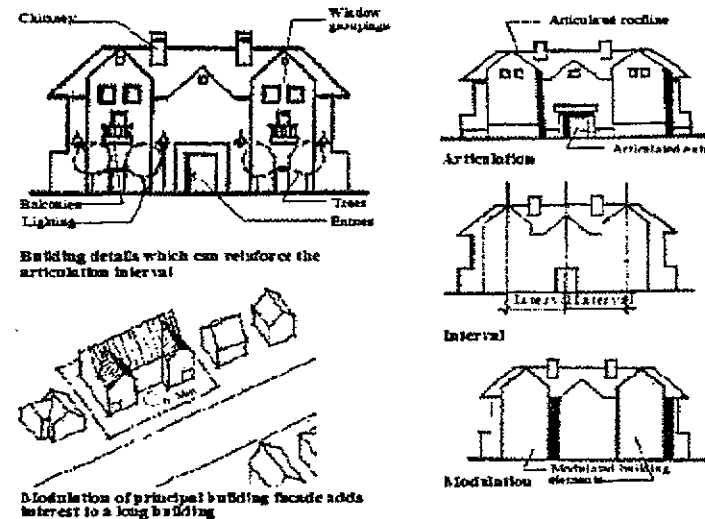 Chimney
Window
groupings
Balconies
Lighting
Trees
Entries
Building details which can reinforce the
articulation interval
Modulation of principal building facade adds
interest to a long building
Articulated roofline
Articulated
Articulation
Interval
Interval
Interval
Modulated building
elements
Modulation